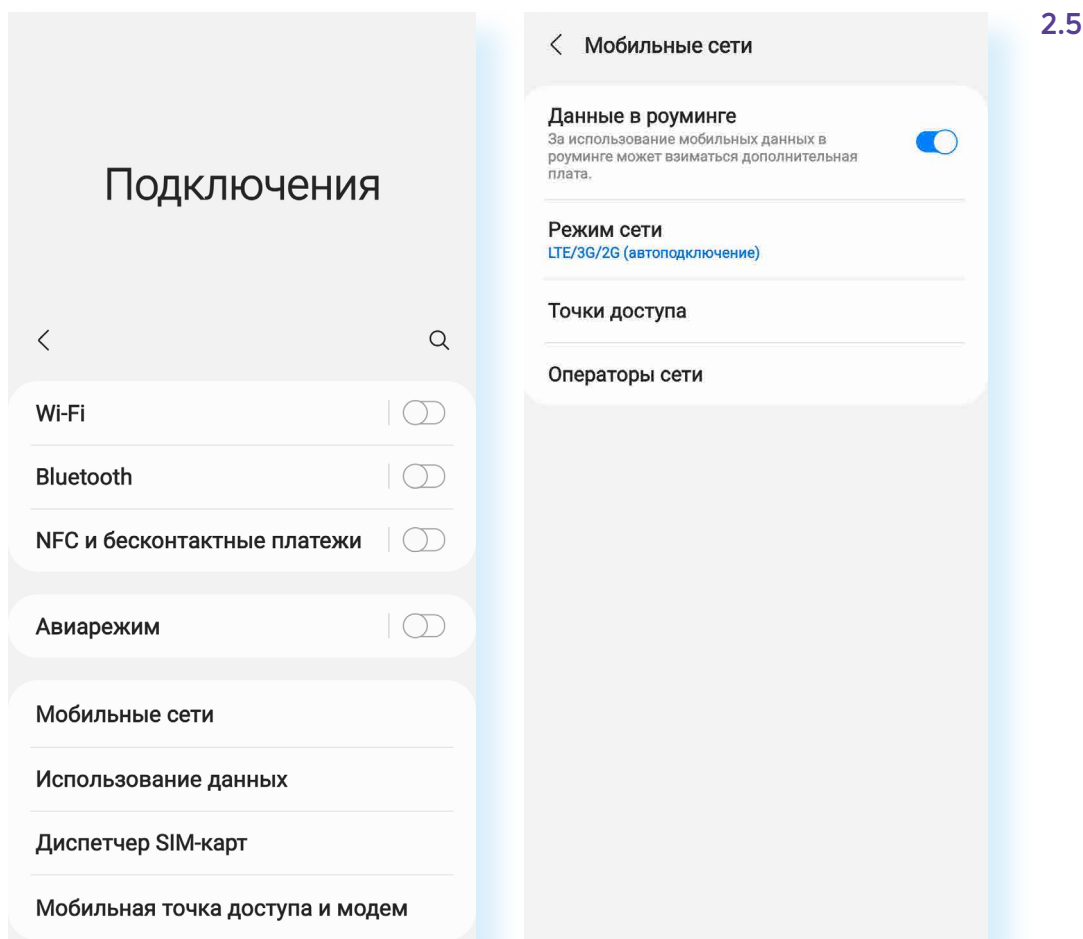 Подключения
Wi-Fi
Bluetooth
NFC и бесконтактные платежи
Авиарежим
Мобильные сети
Использование данных
Диспетчер SIM-карт
Мобильная точка доступа и модем
Мобильные сети
Данные в роуминге
За использование мобильных данных в
роуминге может взиматься дополнительная
плата.
Режим сети
LTE/3G/2G (автоподключение)
Точки доступа
Операторы сети
2.5